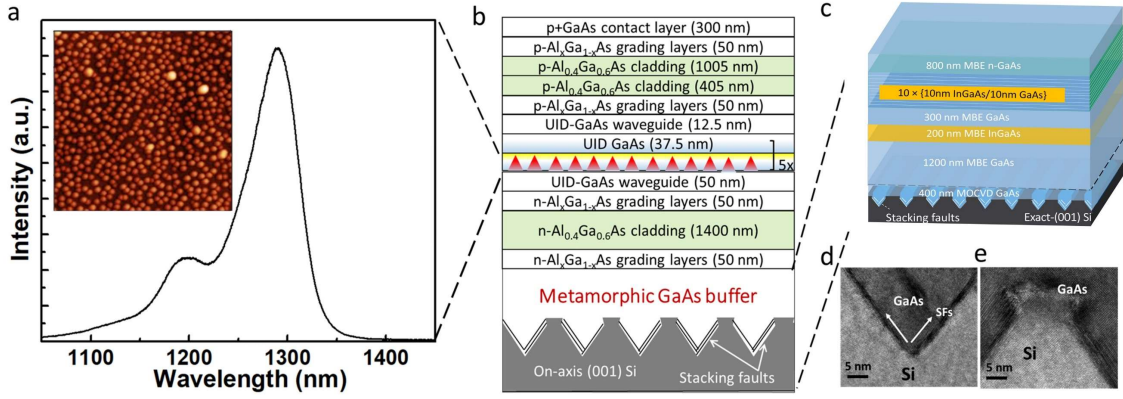 a
Intensity (a.u.)
1100 1200 1300 1400
Wavelength (nm)
b
p+GaAs contact layer (300 nm)
p-AlxGa1-xAs grading layers (50 nm)
p-Al0.4Ga0.6As cladding (1005 nm)
p-Al0.4Ga0.6As cladding (405 nm)
p-AlxGa1-xAs grading layers (50 nm)
UID-GaAs waveguide (12.5 nm)
UID GaAs (37.5 nm)
5x
UID-GaAs waveguide (50 nm)
n-AlxGa1-xAs grading layers (50 nm)
n-Al0.4Ga0.6As cladding (1400 nm)
n-AlxGa1-xAs grading layers (50 nm)
Metamorphic GaAs buffer
On-axis (001) Si
Stacking faults
c
800 nm MBE n-GaAs
10 × {10nm InGaAs/10nm GaAs}
300 nm MBE GaAs
200 nm MBE InGaAs
1200 nm MBE GaAs
400 nm MOCVD GaAs
Stacking faults
Exact-(001) Si
d
GaAs
SFs
Si
5 nm
e
GaAs
Si
5 nm